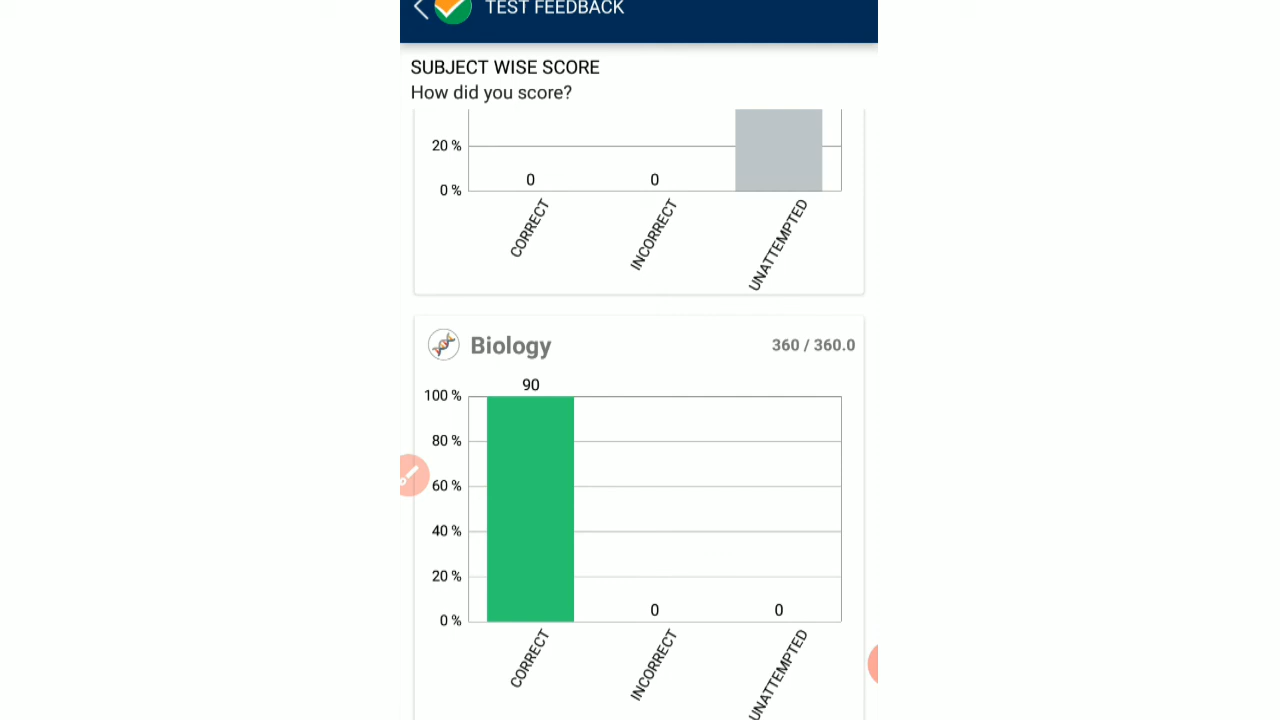 TEST FEEDBACK
SUBJECT WISE SCORE
How did you score?
20 %
0 %
0
0
CORRECT
INCORRECT
UNATTEMPTED
Biology
360 / 360.0
90
100 %
80 %
60 %
40 %
20 %
0 %
0
0
CORRECT
INCORRECT
UNATTEMPTED